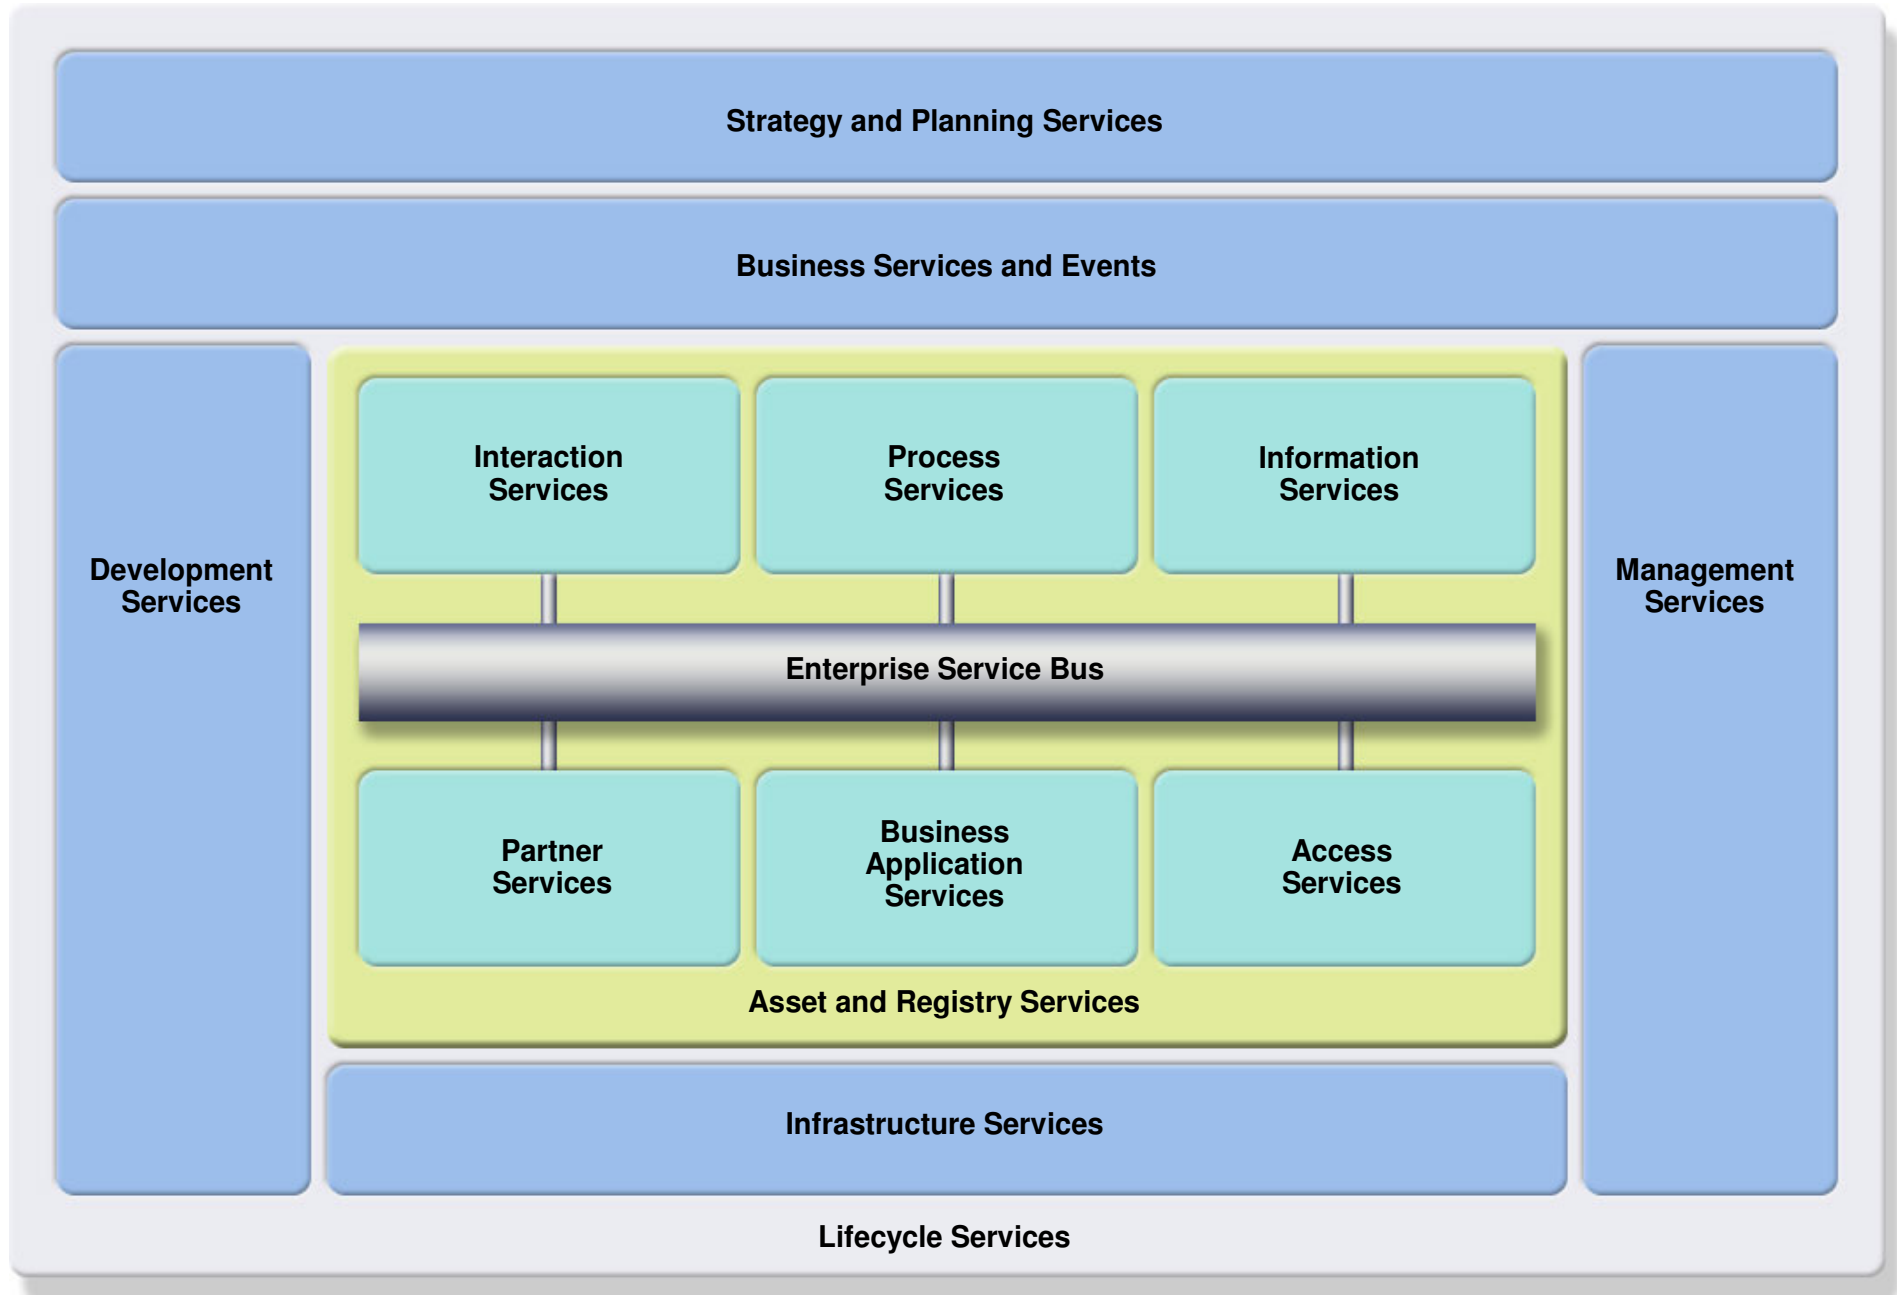 Strategy and Planning Services
Business Services and Events
Development
Services
Interaction
Services
Process
Services
Information
Services
Management
Services
Enterprise Service Bus
Partner
Services
Business
Application
Services
Access
Services
Asset and Registry Services
Infrastructure Services
Lifecycle Services